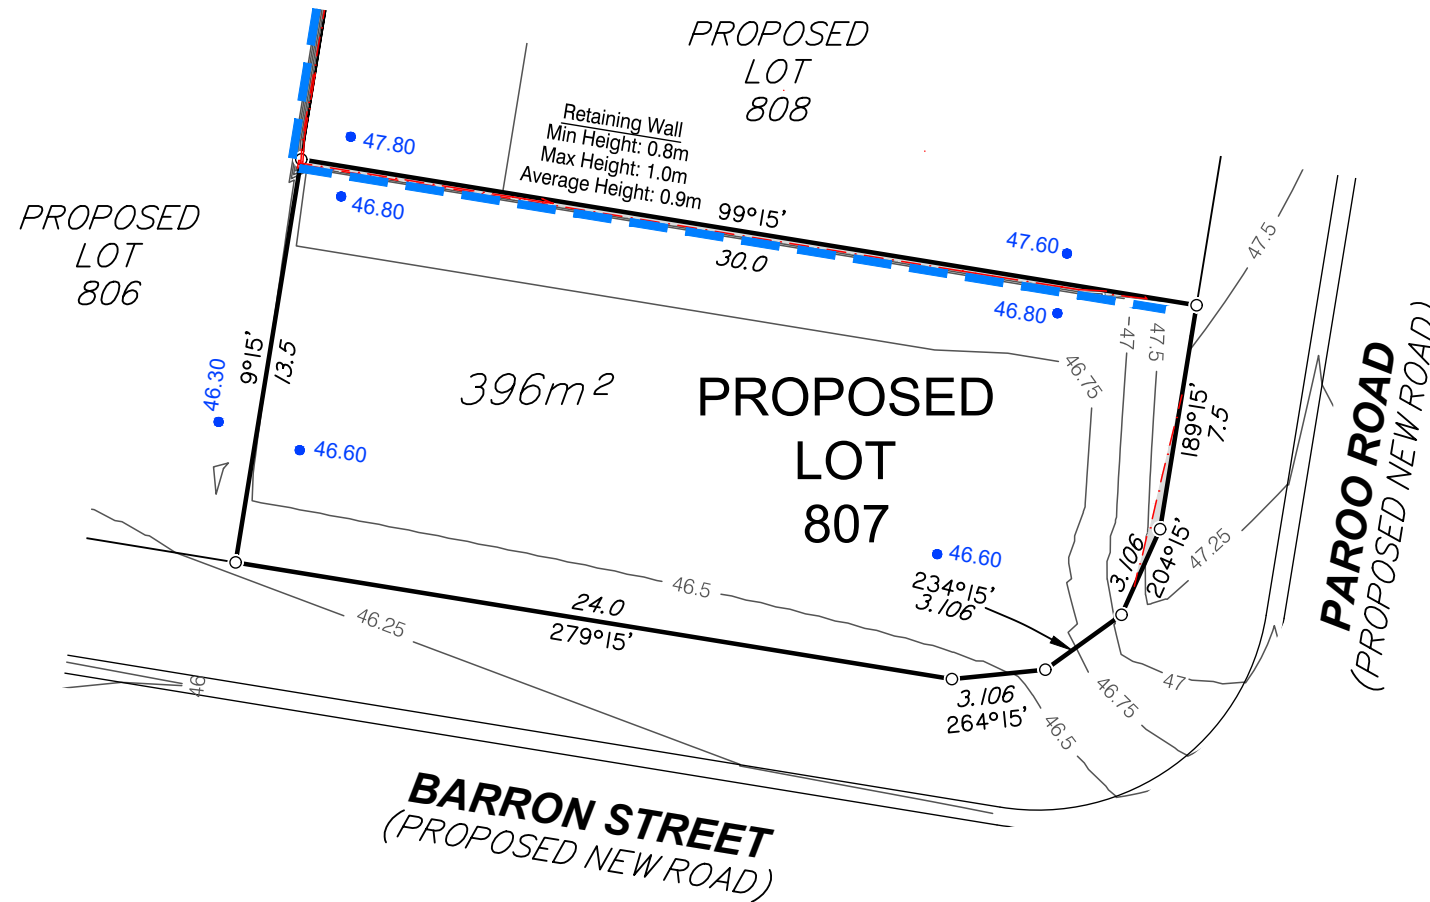 PROPOSED
LOT
808
Retaining Wall
Min Height: 0.8m
Max Height: 1.0m
Average Height: 0.9m
47.80
46.80
99°15'
30.0
47.60
46.80
47.5
PROPOSED
LOT
806
9°15'
13.5
46.30
46.60
396m²
PROPOSED
LOT
807
46.75
47
47.5
189°15'
7.5
PAROO ROAD
(PROPOSED NEW ROAD)
47.25
3.106
204°15'
46.60
234°15'
3.106
46.5
24.0
279°15'
46.25
46
3.106
264°15'
46.5
46.75
47
BARRON STREET
(PROPOSED NEW ROAD)